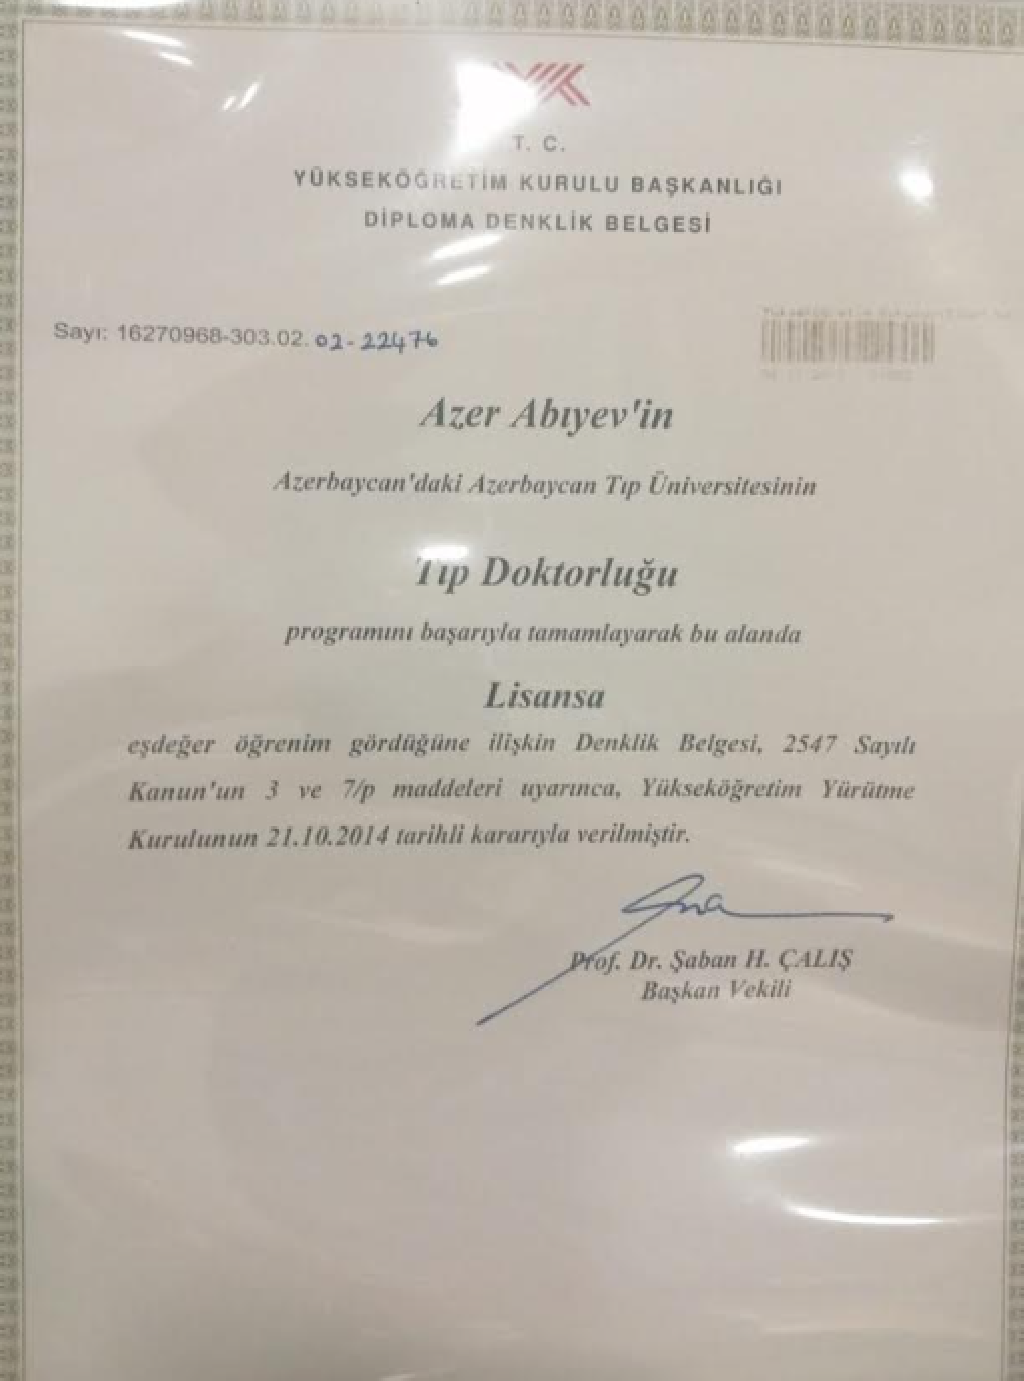 T. C.
YÜKSEKÖĞRETİM KURULU BAŞKANLIĞI
DİPLOMA DENKLİK BELGESİ
Sayı: 16270968-303.02. 02-22476
Azer Abıyev'in
Azerbaycan'daki Azerbaycan Tıp Üniversitesinin
Tıp Doktorluğu
programını başarıyla tamamlayarak bu alanda
Lisansa
eşdeğer öğrenim gördüğüne ilişkin Denklik Belgesi, 2547 Sayılı
Kanun'un 3 ve 7/p maddeleri uyarınca, Yükseköğretim Yürütme
Kurulunun 21.10.2014 tarihli kararıyla verilmiştir.
Prof. Dr. Şaban H. ÇALIŞ
Başkan Vekili